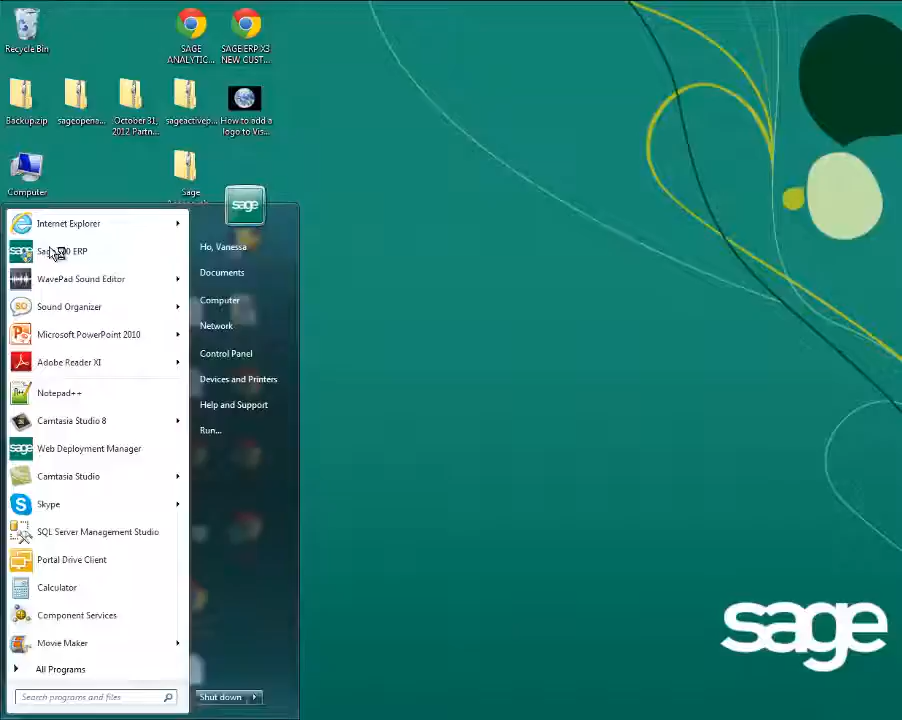 Recycle Bin
SAGE
ANALYTIC...
SAGE ERP X3
NEW CUST...
Backup.zip
sageopena...
October 31,
2012 Partn...
sageactivep...
How to add a
logo to Vis...
Computer
Sage
sage
Internet Explorer
ERP
WavePad Sound Editor
Sound Organizer
Microsoft PowerPoint 2010
Adobe Reader XI
Notepad++
Camtasia Studio 8
Web Deployment Manager
Camtasia Studio
Skype
SQL Server Management Studio
Portal Drive Client
Calculator
Component Services
Movie Maker
All Programs
Search programs and files
Ho, Vanessa
Documents
Computer
Network
Control Panel
Devices and Printers
Help and Support
Run...
Shut down
sage